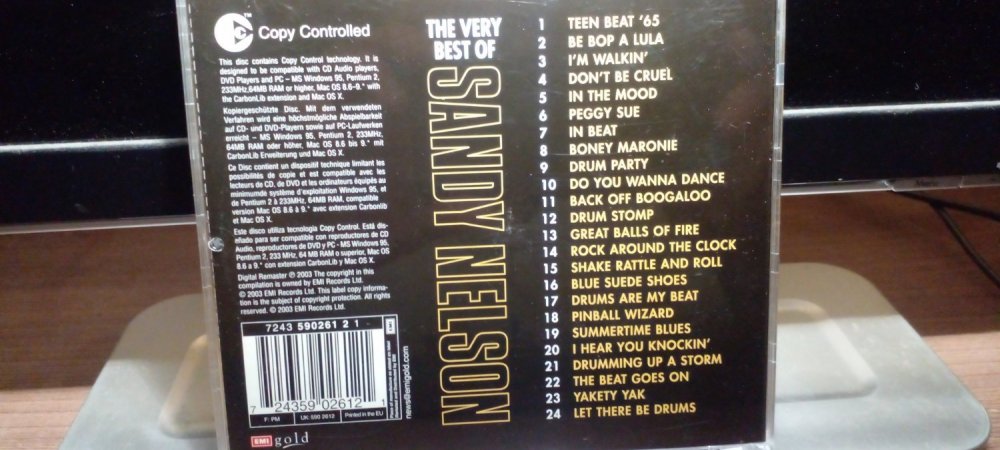 Copy Controlled
This disc contains Copy Control technology. It is
designed to be compatible with CD Audio players,
DVD Players and PC - MS Windows 95, Pentium 2,
233MHz,64MB RAM or higher, Mac OS 8.6-9.* with
the CarbonLib extension and Mac OS X.
Kopiergeschützte Disc. Mit dem verwendeten
Verfahren wird eine höchstmögliche Abspielbarkeit
auf CD- und DVD-Playern sowie auf PC-Laufwerken
erreicht - MS Windows 95, Pentium 2, 233MHz,
64MB RAM oder höher, Mac OS 8.6 bis 9.* mit
CarbonLib Erweiterung und Mac OS X.
Ce Disc contient un dispositif technique limitant les
possibilités de copie et est compatible avec les
lecteurs de CD, de DVD et les ordinateurs équipés au
minimumde système d'exploitation Windows 95, et
de Pentium 2 à 233MHz, 64MB RAM, compatible
version Mac OS 8.6 à 9.* avec extension Carbonlib
et Mac OS X.
Este disco utiliza tecnologia Copy Control. Está di-
señado para ser compatible con reproductores de CD
Audio, reproductores de DVD y PC - MS Windows 95,
Pentium 2, 233 MHz, 64 MB RAM o superior, Mac OS
8.6 a 9.* con extension CarbonLib y Mac OS X.
Digital Remaster ℗ 2003 The copyright in this
compilation is owned by EMI Records Ltd.
© 2003 EMI Records Ltd. This label copy informa-
tion is the subject of copyright protection. All rights
reserved. © 2003 EMI Records Ltd.
7243 590261 2 1
7 24359 02612 1
F: PM
UK: 590 2612
Printed in the EU
EMI
news@emigold.com
EMI gold
THE VERY
BEST OF
SANDY NELSON
1 TEEN BEAT '65
2 BE BOP A LULA
3 I'M WALKIN'
4 DON'T BE CRUEL
5 IN THE MOOD
6 PEGGY SUE
7 IN BEAT
8 BONEY MARONIE
9 DRUM PARTY
10 DO YOU WANNA DANCE
11 BACK OFF BOOGALOO
12 DRUM STOMP
13 GREAT BALLS OF FIRE
14 ROCK AROUND THE CLOCK
15 SHAKE RATTLE AND ROLL
16 BLUE SUEDE SHOES
17 DRUMS ARE MY BEAT
18 PINBALL WIZARD
19 SUMMERTIME BLUES
20 I HEAR YOU KNOCKIN'
21 DRUMMING UP A STORM
22 THE BEAT GOES ON
23 YAKETY YAK
24 LET THERE BE DRUMS